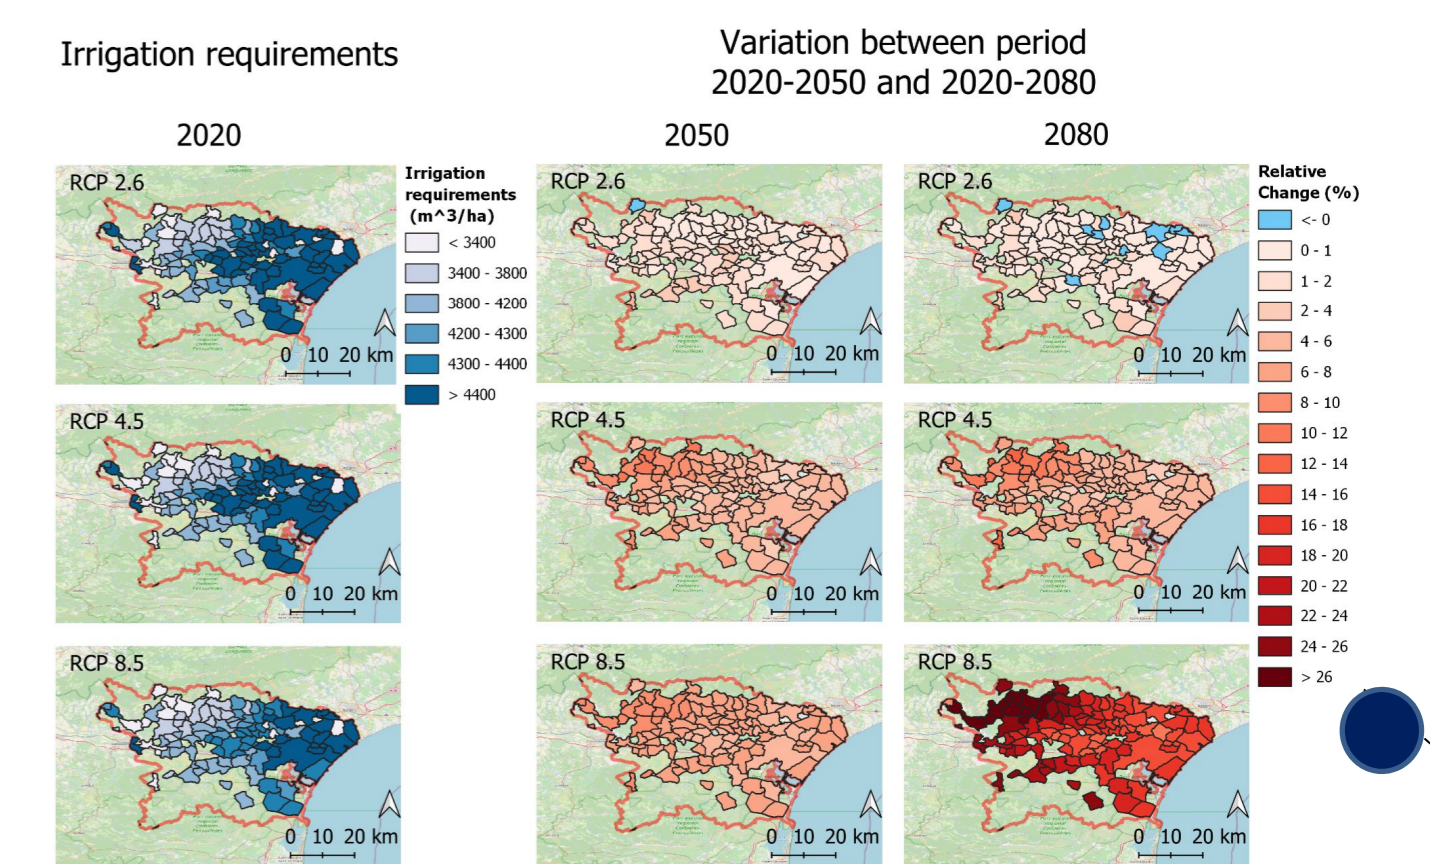 Irrigation requirements
Variation between period
2020-2050 and 2020-2080
2020
2050
2080
RCP 2.6
0 10 20 km
Irrigation
requirements
(m^3/ha)
< 3400
3400 - 3800
3800 - 4200
4200 - 4300
4300 - 4400
> 4400
RCP 2.6
0 10 20 km
RCP 2.6
0 10 20 km
Relative
Change (%)
<- 0
0 - 1
1 - 2
2 - 4
4 - 6
6 - 8
8 - 10
10 - 12
12 - 14
14 - 16
16 - 18
18 - 20
20 - 22
22 - 24
24 - 26
> 26
RCP 4.5
0 10 20 km
RCP 4.5
0 10 20 km
RCP 4.5
0 10 20 km
RCP 8.5
0 10 20 km
RCP 8.5
0 10 20 km
RCP 8.5
0 10 20 km